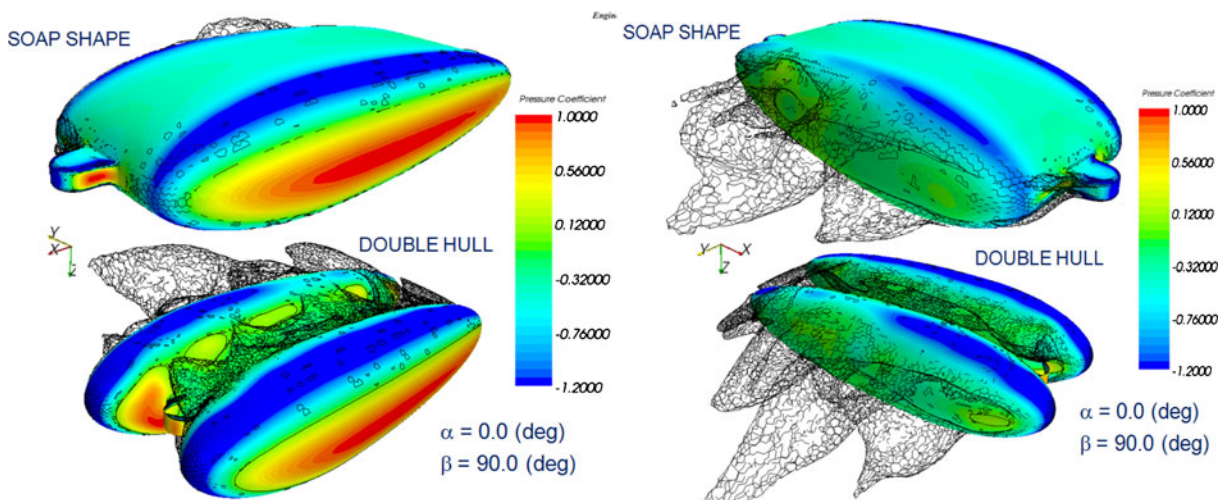 Engin
SOAP SHAPE
Pressure Coefficient
1.0000
0.56000
0.12000
-0.32000
-0.76000
-1.2000
Y
X
Z
DOUBLE HULL
α = 0.0 (deg)
β = 90.0 (deg)
SOAP SHAPE
Pressure Coefficient
1.0000
0.56000
0.12000
-0.32000
-0.76000
-1.2000
Y
X
Z
DOUBLE HULL
α = 0.0 (deg)
β = 90.0 (deg)